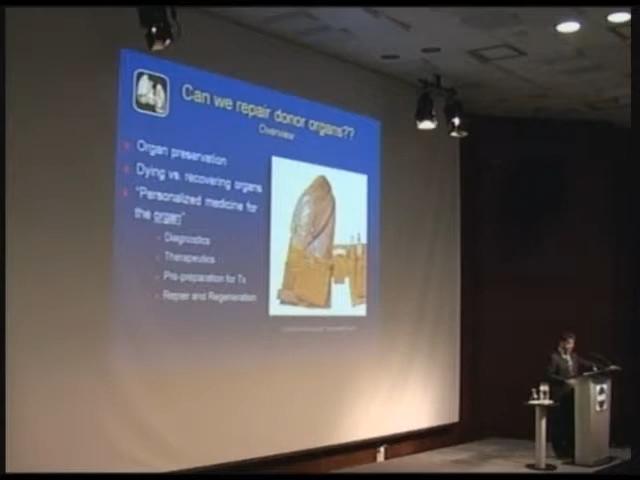 Can we repair donor organs??
Overview
Organ preservation
Dying vs. recovering organs
"Personalized medicine for
the organ"
Diagnostics
Therapeutics
Pre-preparation for Tx
Repair and Regeneration